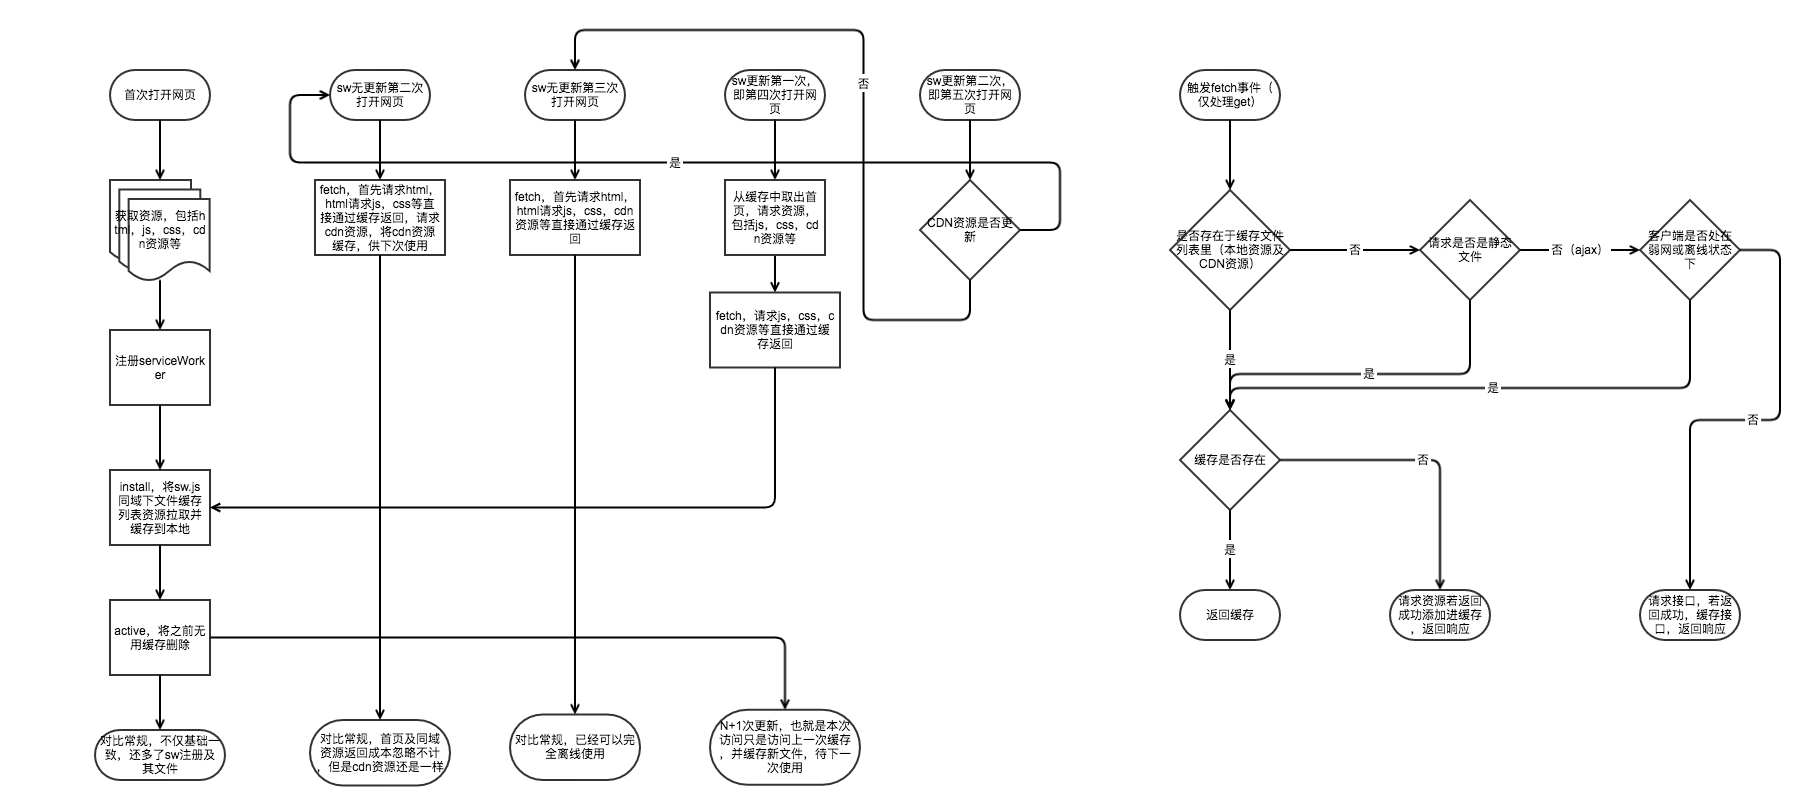 首次打开网页
获取资源，包括h
tml，js，css，cd
n资源等
注册serviceWork
er
install，将sw.js
同域下文件缓存
列表资源拉取并
缓存到本地
active，将之前无
用缓存删除
对比常规，不仅基础一
致，还多了sw注册及
其文件
sw无更新第二次
打开网页
fetch，首先请求html，
html请求js，css等直
接通过缓存返回，请求
cdn资源，将cdn资源
缓存，供下次使用
对比常规，首页及同域
资源返回成本忽略不计
，但是cdn资源还是一样
sw无更新第三次
打开网页
fetch，首先请求html，
html请求js，css，cdn
资源等直接通过缓存返
回
对比常规，已经可以完
全离线使用
sw更新第一次，
即第四次打开网
页
从缓存中取出首
页，请求资源，
包括js，css，cd
n资源等
fetch，请求js，css，c
dn资源等直接通过缓
存返回
N+1次更新，也就是本次
访问只是访问上一次缓存
，并缓存新文件，待下一
次使用
sw更新第二次，
即第五次打开网
页
CDN资源是否更
新
否
是
触发fetch事件（
仅处理get）
是否存在于缓存文件
列表里（本地资源及
CDN资源）
否
请求是否是静态
文件
否（ajax）
客户端是否处在
弱网或离线状态
下
是
是
是
否
缓存是否存在
否
是
返回缓存
请求资源若返回
成功添加进缓存
，返回响应
请求接口，若返
回成功，缓存接
口，返回响应